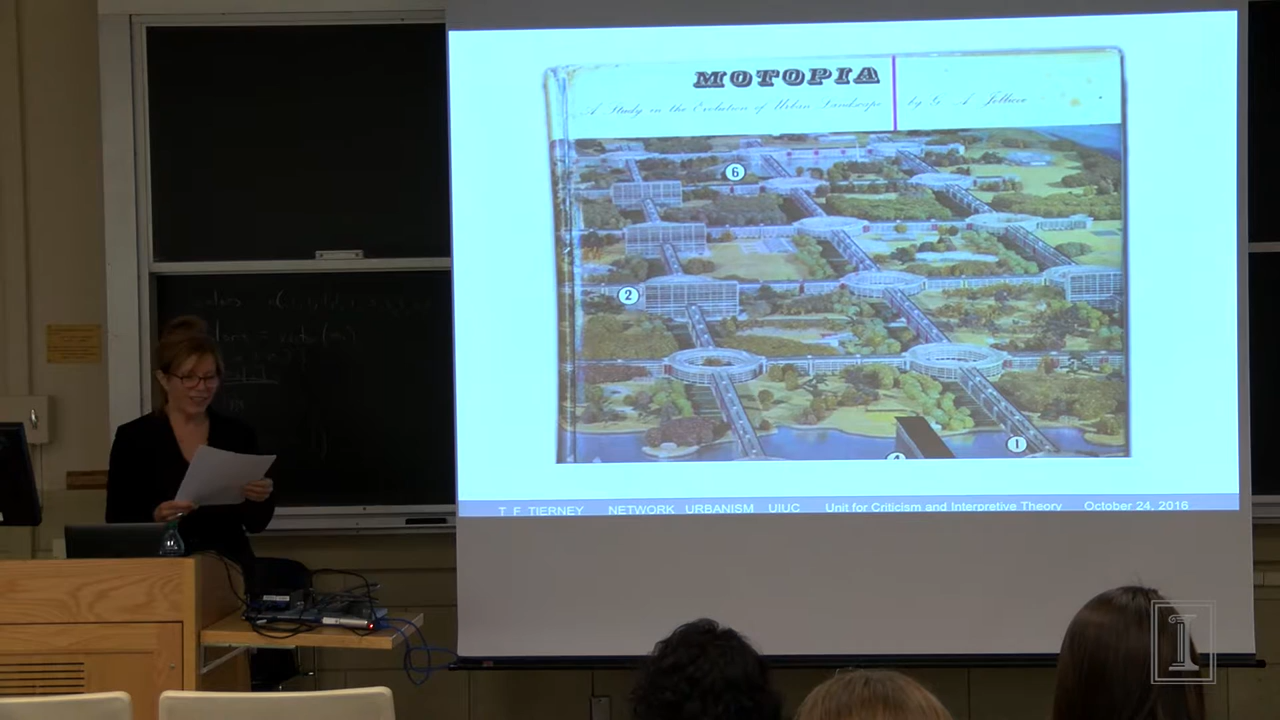 MOTOPIA
A Study in the Evolution of Urban Landscape by G. A. Jellicoe
6
2
1
4
T F TIERNEY NETWORK URBANISM UIUC Unit for Criticism and Interpretive Theory October 24, 2016
I